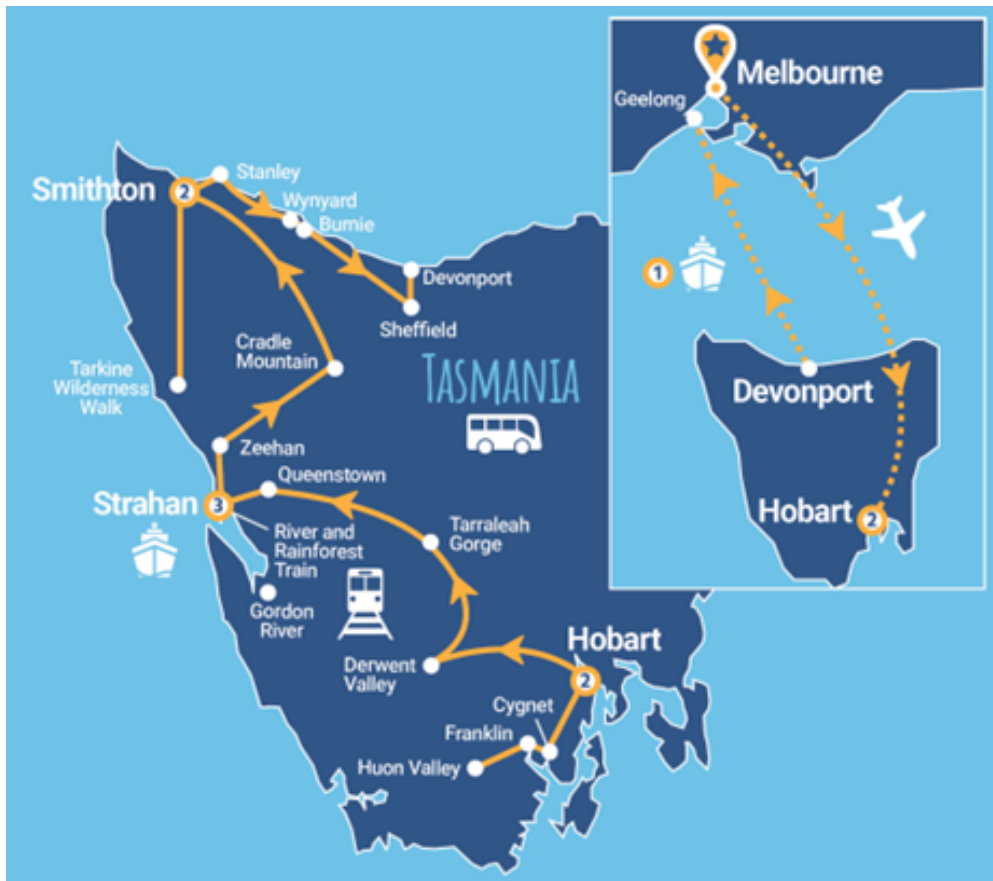 Melbourne
Geelong
1
Devonport
Hobart
2
Smithton
2
Stanley
Wynyard
Burnie
Devonport
Sheffield
Cradle
Mountain
TASMANIA
Tarkine
Wilderness
Walk
Zeehan
Queenstown
Strahan
3
River and
Rainforest
Train
Gordon
River
Tarraleah
Gorge
Hobart
2
Derwent
Valley
Cygnet
Franklin
Huon Valley